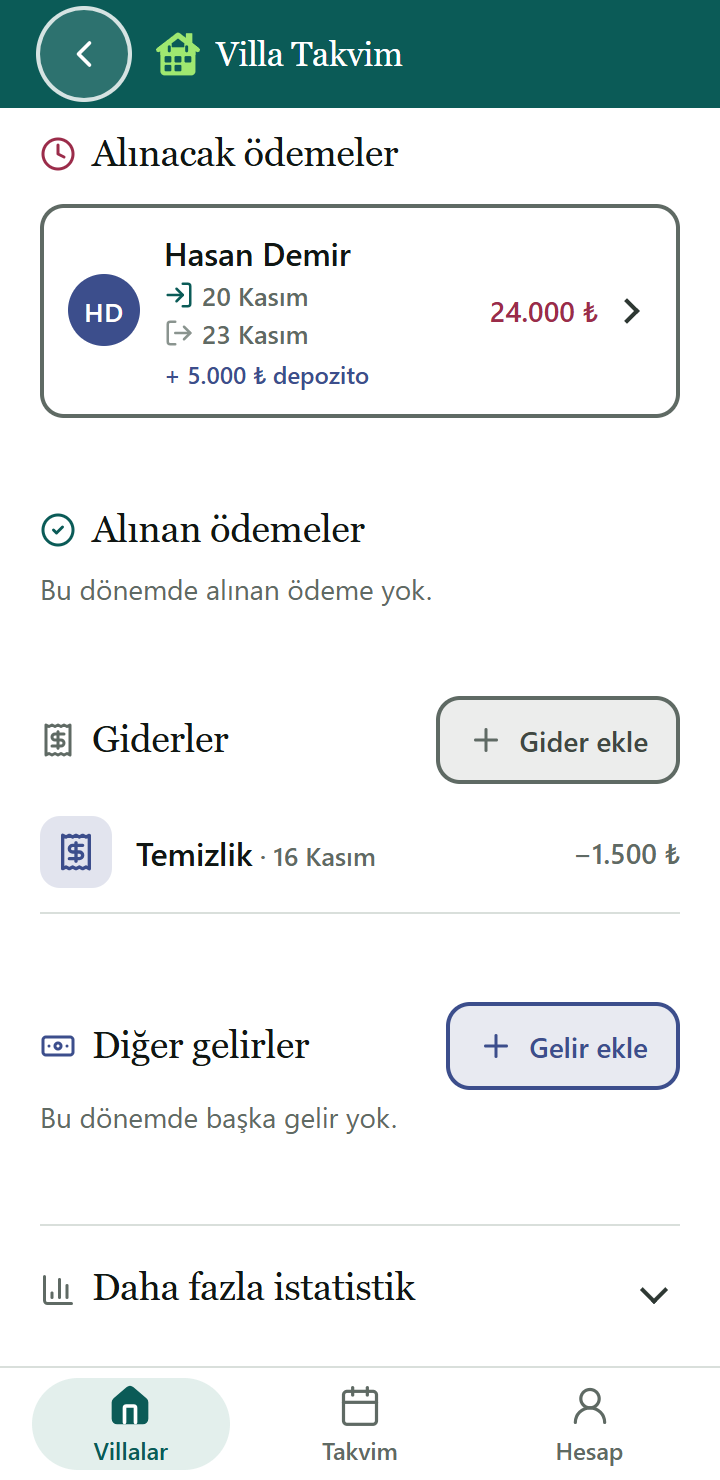 Villa Takvim
Alınacak ödemeler
Hasan Demir
HD
20 Kasım
23 Kasım
+ 5.000 ₺ depozito
24.000 ₺
Alınan ödemeler
Bu dönemde alınan ödeme yok.
Giderler
+ Gider ekle
Temizlik · 16 Kasım
−1.500 ₺
Diğer gelirler
+ Gelir ekle
Bu dönemde başka gelir yok.
Daha fazla istatistik
Villalar
Takvim
Hesap